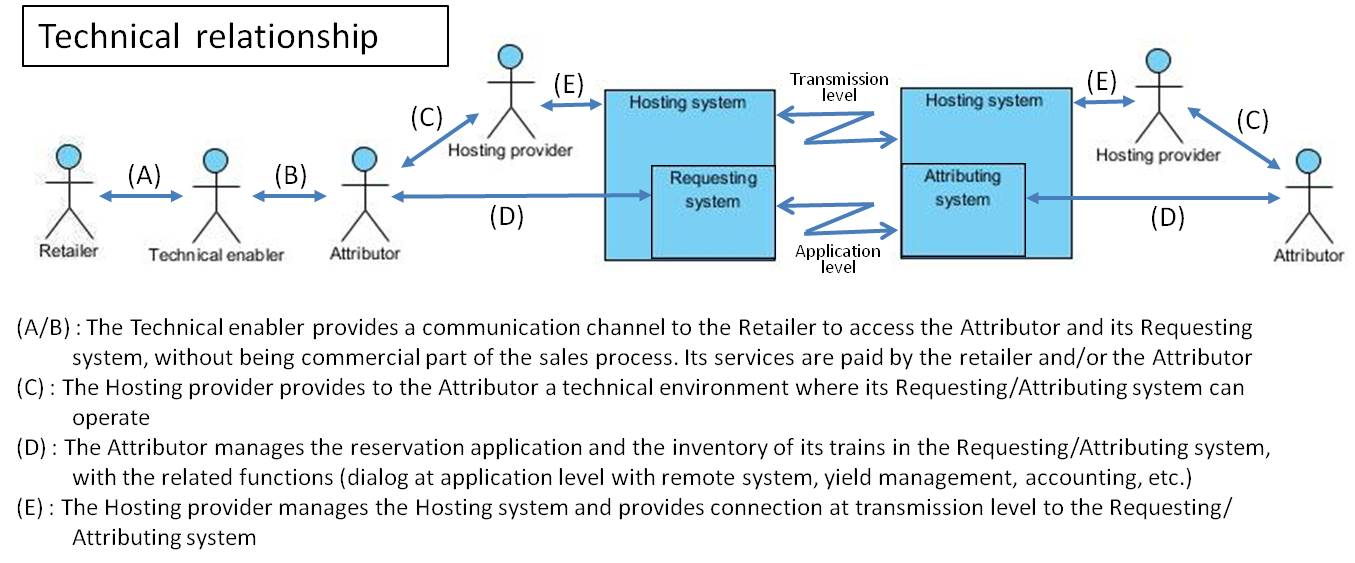 Technical relationship
(E)
Transmission
level
(E)
Hosting system
Hosting system
(C)
(C)
Hosting provider
Hosting provider
(A)
(B)
Requesting
system
Attributing
system
(D)
(D)
Retailer
Technical enabler
Attributor
Application
level
Attributor
(A/B) : The Technical enabler provides a communication channel to the Retailer to access the Attributor and its Requesting
system, without being commercial part of the sales process. Its services are paid by the retailer and/or the Attributor
(C) : The Hosting provider provides to the Attributor a technical environment where its Requesting/Attributing system can
operate
(D) : The Attributor manages the reservation application and the inventory of its trains in the Requesting/Attributing system,
with the related functions (dialog at application level with remote system, yield management, accounting, etc.)
(E) : The Hosting provider manages the Hosting system and provides connection at transmission level to the Requesting/
Attributing system